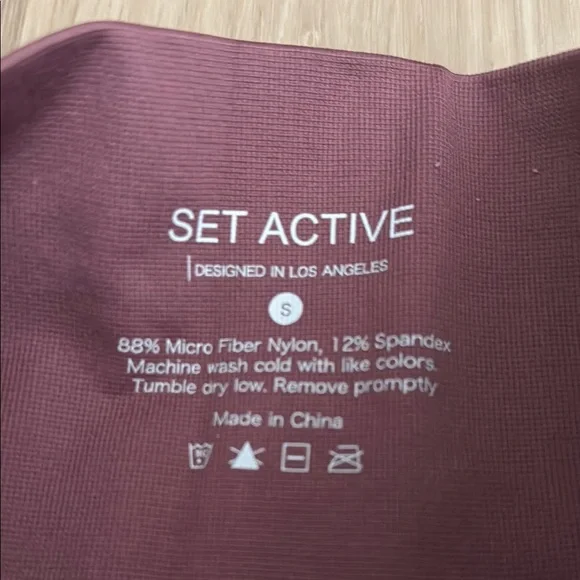 SET ACTIVE
DESIGNED IN LOS ANGELES
S
88% Micro Fiber Nylon, 12% Spandex
Machine wash cold with like colors.
Tumble dry low. Remove promptly
Made in China